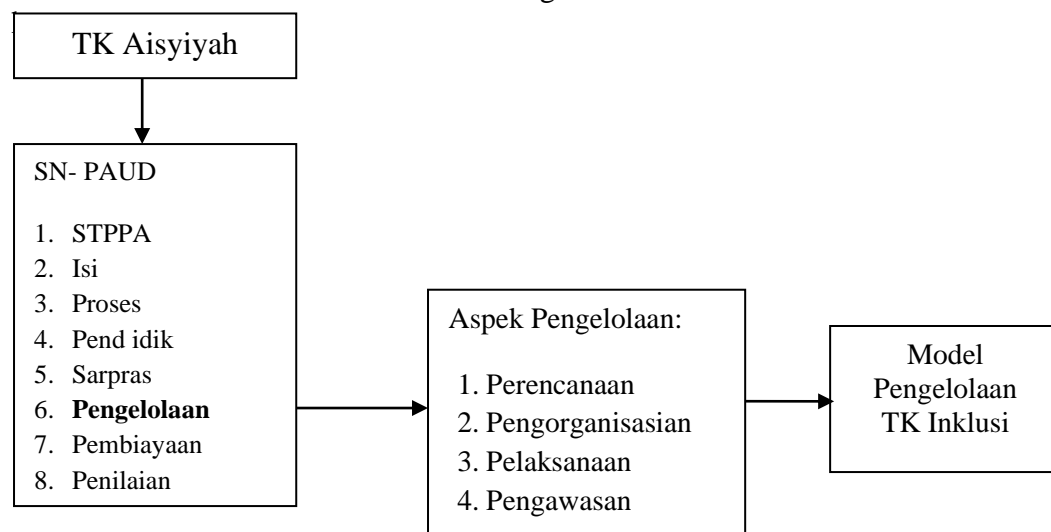 TK Aisyiyah
SN- PAUD
1. STPPA
2. Isi
3. Proses
4. Pend idik
5. Sarpras
6. Pengelolaan
7. Pembiayaan
8. Penilaian
Aspek Pengelolaan:
1. Perencanaan
2. Pengorganisasian
3. Pelaksanaan
4. Pengawasan
Model
Pengelolaan
TK Inklusi